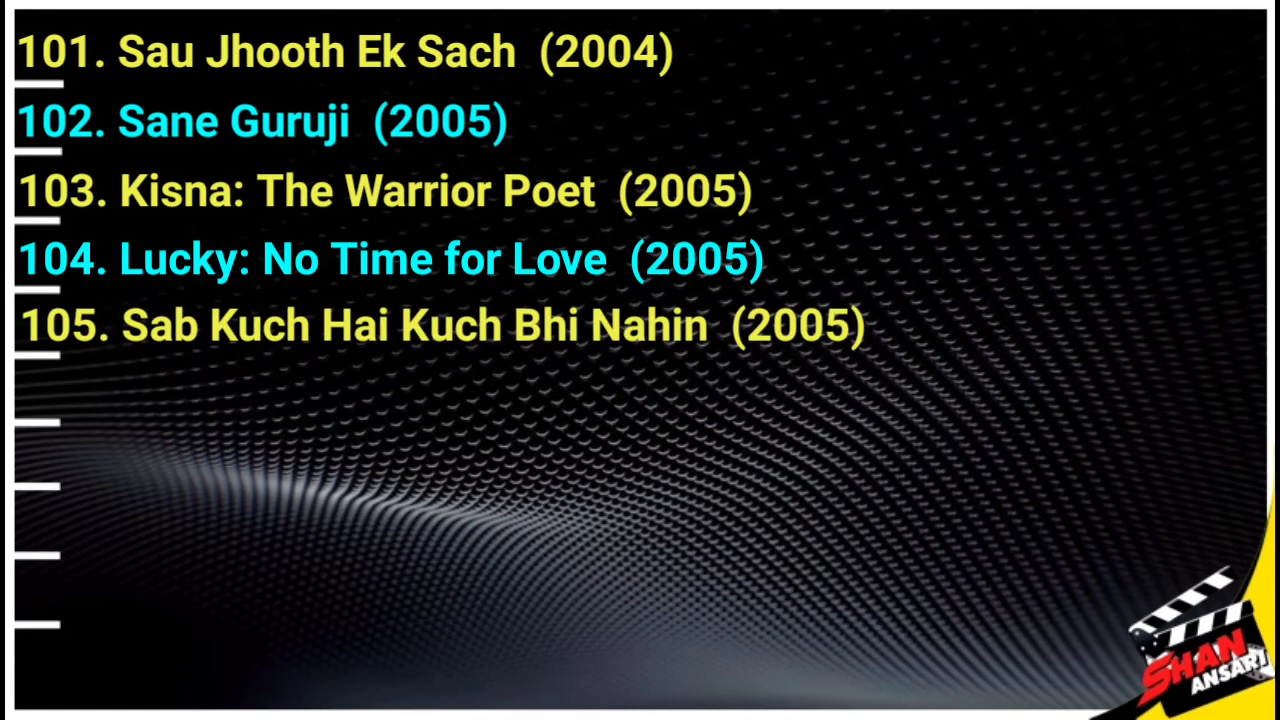 101. Sau Jhooth Ek Sach (2004)
102. Sane Guruji (2005)
103. Kisna: The Warrior Poet (2005)
104. Lucky: No Time for Love (2005)
105. Sab Kuch Hai Kuch Bhi Nahin (2005)
SHAN
ANSARI